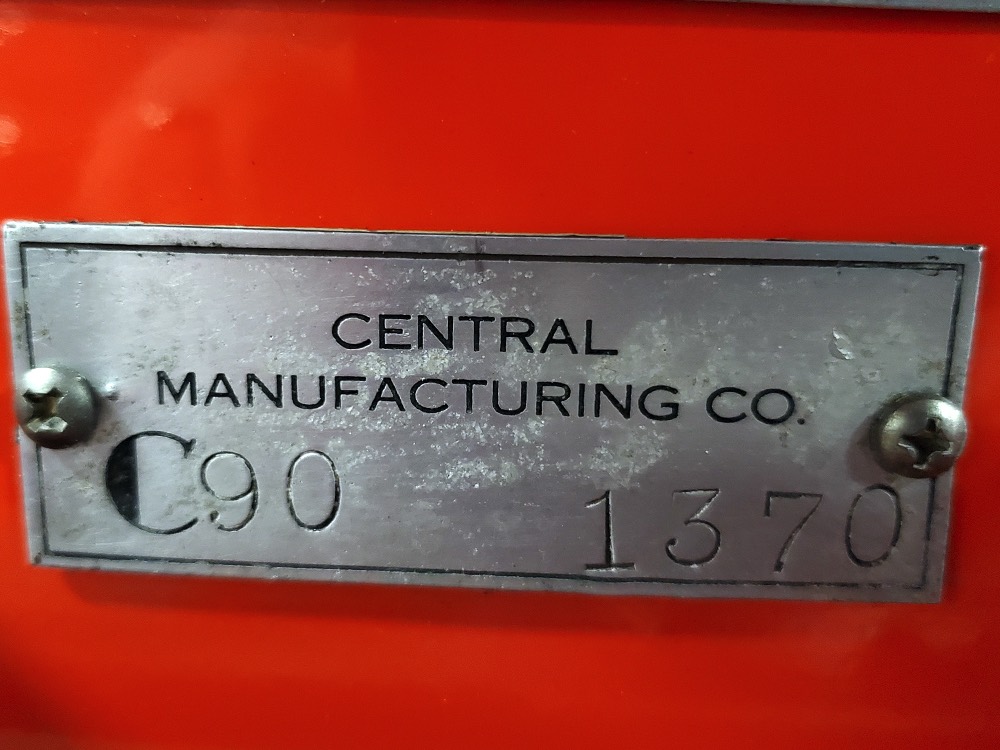 CENTRAL
MANUFACTURING CO.
C90 1370